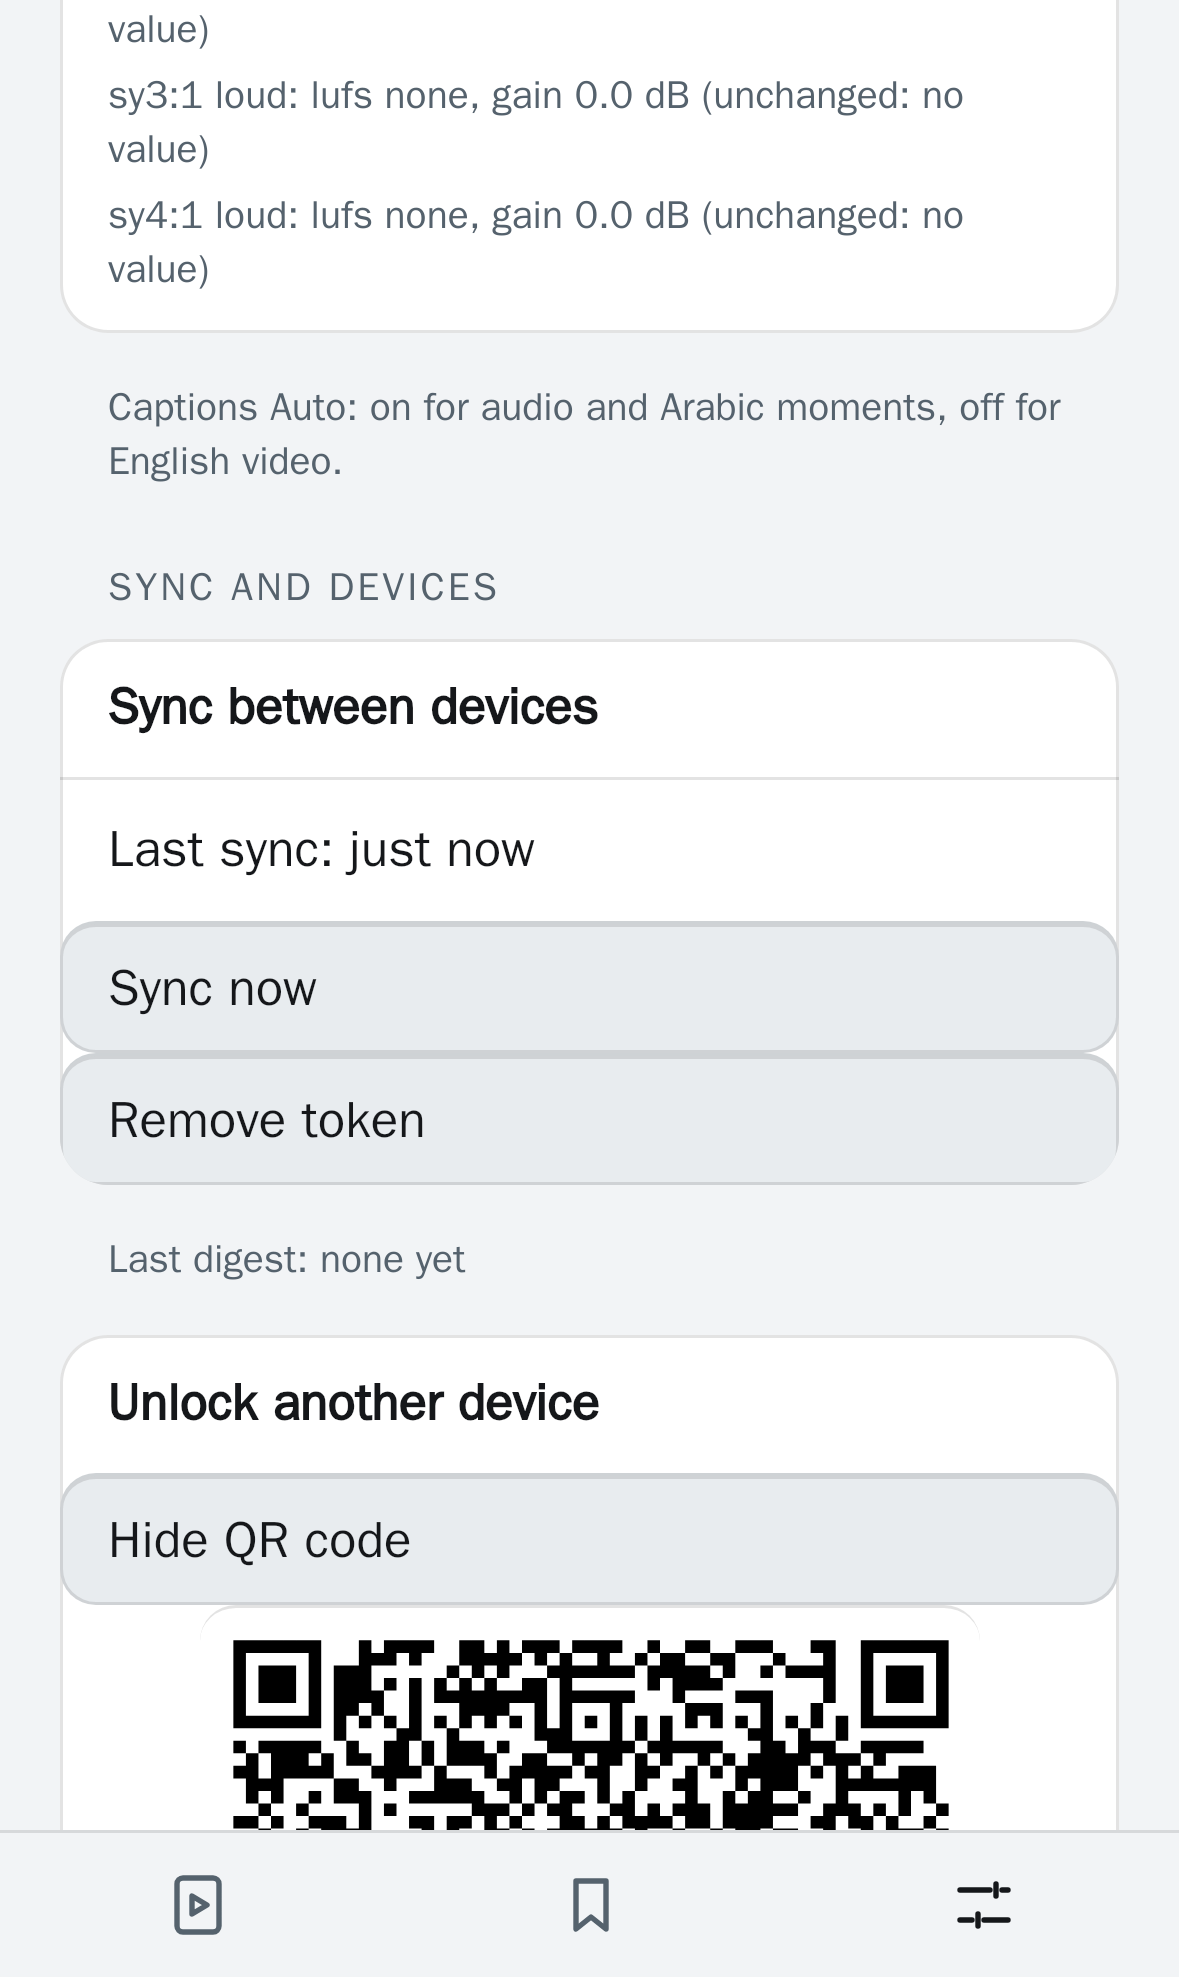 value)
sy3:1 loud: lufs none, gain 0.0 dB (unchanged: no
value)
sy4:1 loud: lufs none, gain 0.0 dB (unchanged: no
value)
Captions Auto: on for audio and Arabic moments, off for
English video.
SYNC AND DEVICES
Sync between devices
Last sync: just now
Sync now
Remove token
Last digest: none yet
Unlock another device
Hide QR code